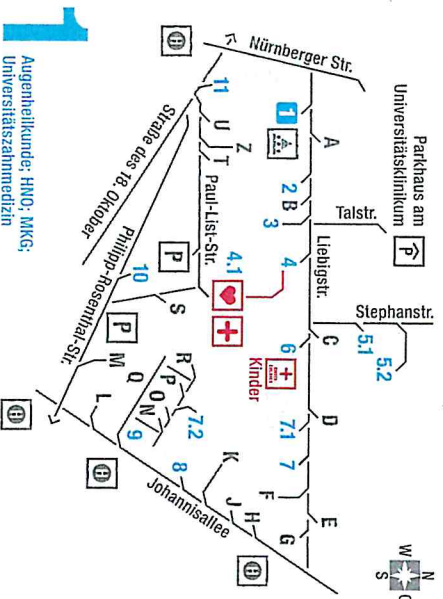 Nürnberger Str.
Parkhaus am
Universitätsklinikum
P
A
1
2
B
3
Talstr.
Liebigstr.
4
4.1
Stephanstr.
5.1
5.2
C
6
Kinder
D
7.1
7
F
E
G
N
W
O
S
11
U
Z
T
Paul-List-Str.
P
S
P
10
Straße des 18. Oktober
Philipp-Rosenthal-Str.
M
Q
R
P
O
N
7.2
9
L
8
K
J
H
Johannisallee
H
H
H
H
1
Augenheilkunde; HNO; MKG;
Universitätszahnmedizin